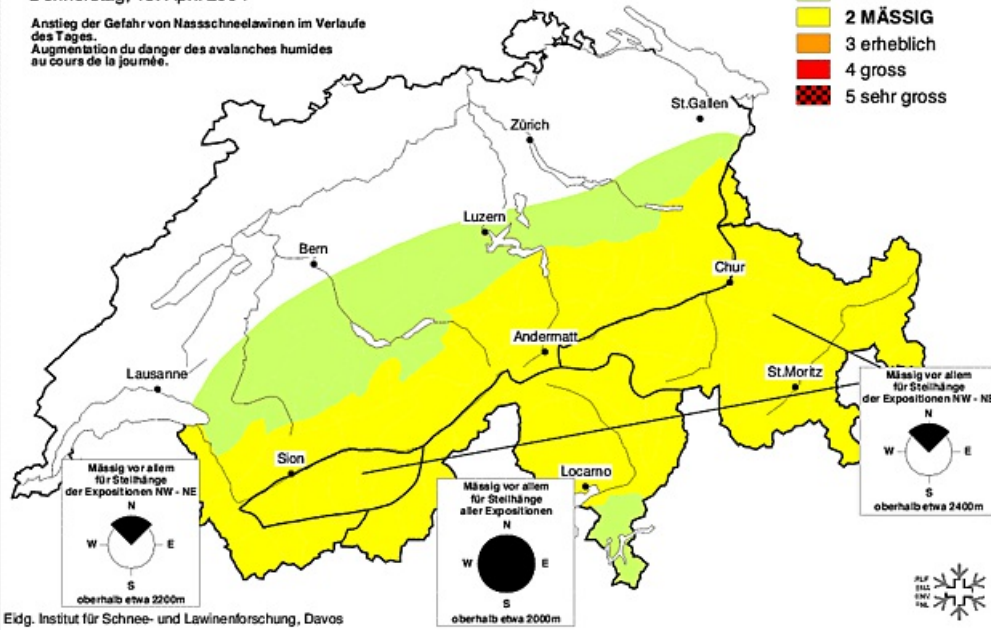 Anstieg der Gefahr von Nassschneelawinen im Verlaufe
des Tages.
Augmentation du danger des avalanches humides
au cours de la journée.
2 MÄSSIG
3 erheblich
4 gross
5 sehr gross
St.Gallen
Zürich
Luzern
Bern
Chur
Andermatt
Lausanne
St.Moritz
Sion
Locarno
Mässig vor allem
für Steilhänge
der Expositionen NW - NE
N
W
E
S
oberhalb etwa 2400m
Mässig vor allem
für Steilhänge
der Expositionen NW - NE
N
W
E
S
oberhalb etwa 2200m
Mässig vor allem
für Steilhänge
aller Expositionen
N
W
E
S
oberhalb etwa 2000m
Eidg. Institut für Schnee- und Lawinenforschung, Davos